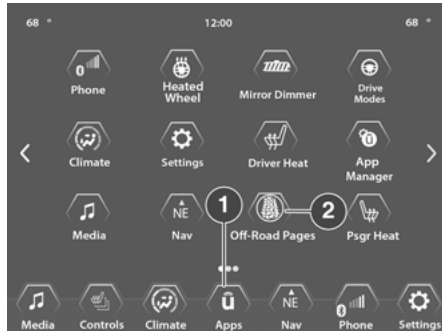 68 ° 12:00 68 °
0
Phone
Heated
Wheel
Mirror Dimmer
Drive
Modes
Climate
Settings
Driver Heat
App
Manager
Media
NE
Nav
1
Off-Road Pages
2
Psgr Heat
Media
Controls
Climate
û
Apps
NE
Nav
Phone
Settings